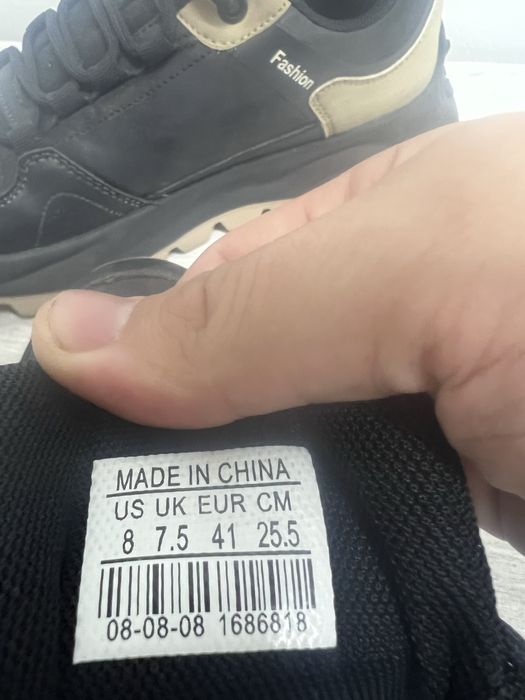 Fashion
MADE IN CHINA
US UK EUR CM
8 7.5 41 25.5
08-08-08 1686818